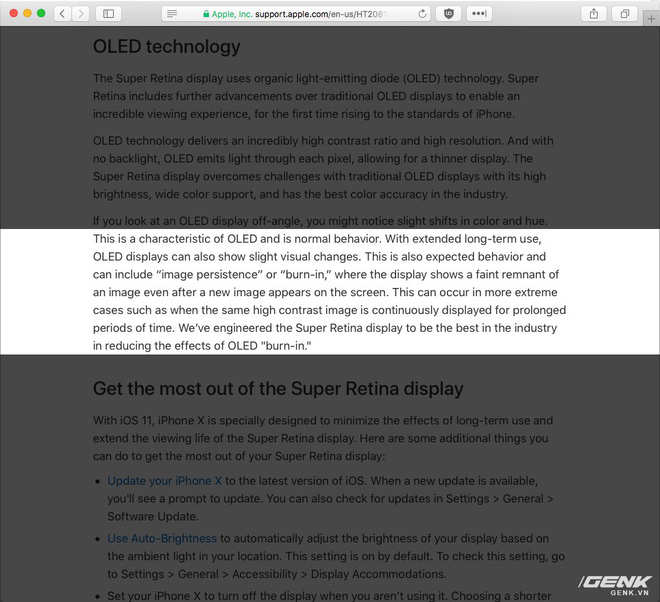 Apple, Inc. support.apple.com/en-us/HT208
OLED technology
The Super Retina display uses organic light-emitting diode (OLED) technology. Super
Retina includes further advancements over traditional OLED displays to enable an
incredible viewing experience, for the first time rising to the standards of iPhone.
OLED technology delivers an incredibly high contrast ratio and high resolution. And with
no backlight, OLED emits light through each pixel, allowing for a thinner display. The
Super Retina display overcomes challenges with traditional OLED displays with its high
brightness, wide color support, and has the best color accuracy in the industry.
If you look at an OLED display off-angle, you might notice slight shifts in color and hue.
This is a characteristic of OLED and is normal behavior. With extended long-term use,
OLED displays can also show slight visual changes. This is also expected behavior and
can include “image persistence” or “burn-in,” where the display shows a faint remnant of
an image even after a new image appears on the screen. This can occur in more extreme
cases such as when the same high contrast image is continuously displayed for prolonged
periods of time. We’ve engineered the Super Retina display to be the best in the industry
in reducing the effects of OLED "burn-in."
Get the most out of the Super Retina display
With iOS 11, iPhone X is specially designed to minimize the effects of long-term use and
extend the viewing life of the Super Retina display. Here are some additional things you
can do to get the most out of your Super Retina display:
• Update your iPhone X to the latest version of iOS. When a new update is available,
you'll see a prompt to update. You can also check for updates in Settings > General >
Software Update.
• Use Auto-Brightness to automatically adjust the brightness of your display based on
the ambient light in your location. This setting is on by default. To check this setting, go
to Settings > General > Accessibility > Display Accommodations.
• Set your iPhone X to turn off the display when you aren't using it. Choosing a shorter
GENK
GENK.VN